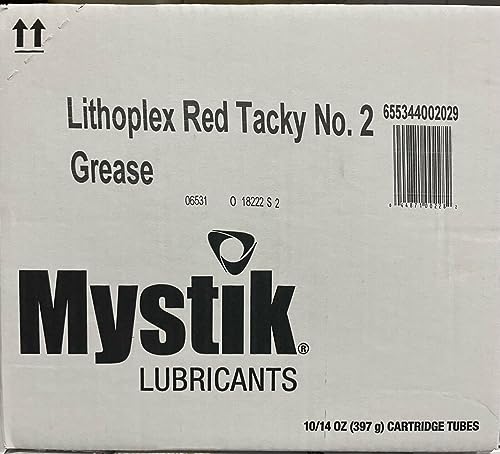 Lithoplex Red Tacky No. 2 655344002029
Grease
06531 O 18222 S 2
Mystik®
LUBRICANTS
10/14 OZ (397 g) CARTRIDGE TUBES